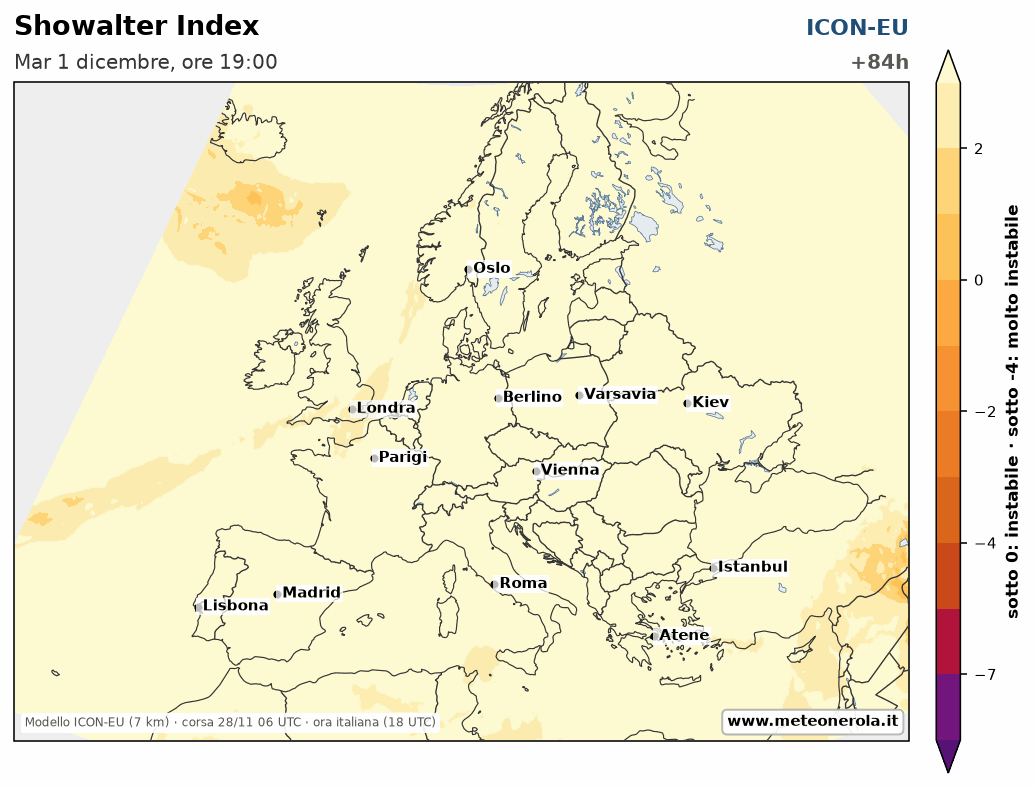 Showalter Index
ICON-EU
Mar 1 dicembre, ore 19:00
+84h
Oslo
Londra
Berlino
Varsavia
Kiev
Parigi
Vienna
Istanbul
Roma
Madrid
Lisbona
Atene
Modello ICON-EU (7 km) · corsa 28/11 06 UTC · ora italiana (18 UTC)
www.meteonerola.it
2
0
−2
−4
−7
sotto 0: instabile · sotto -4: molto instabile